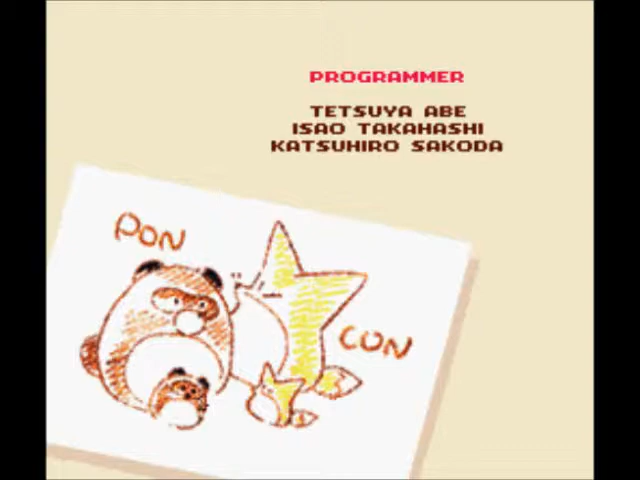 PROGRAMMER
TETSUYA ABE
ISAO TAKAHASHI
KATSUHIRO SAKODA
PON
CON